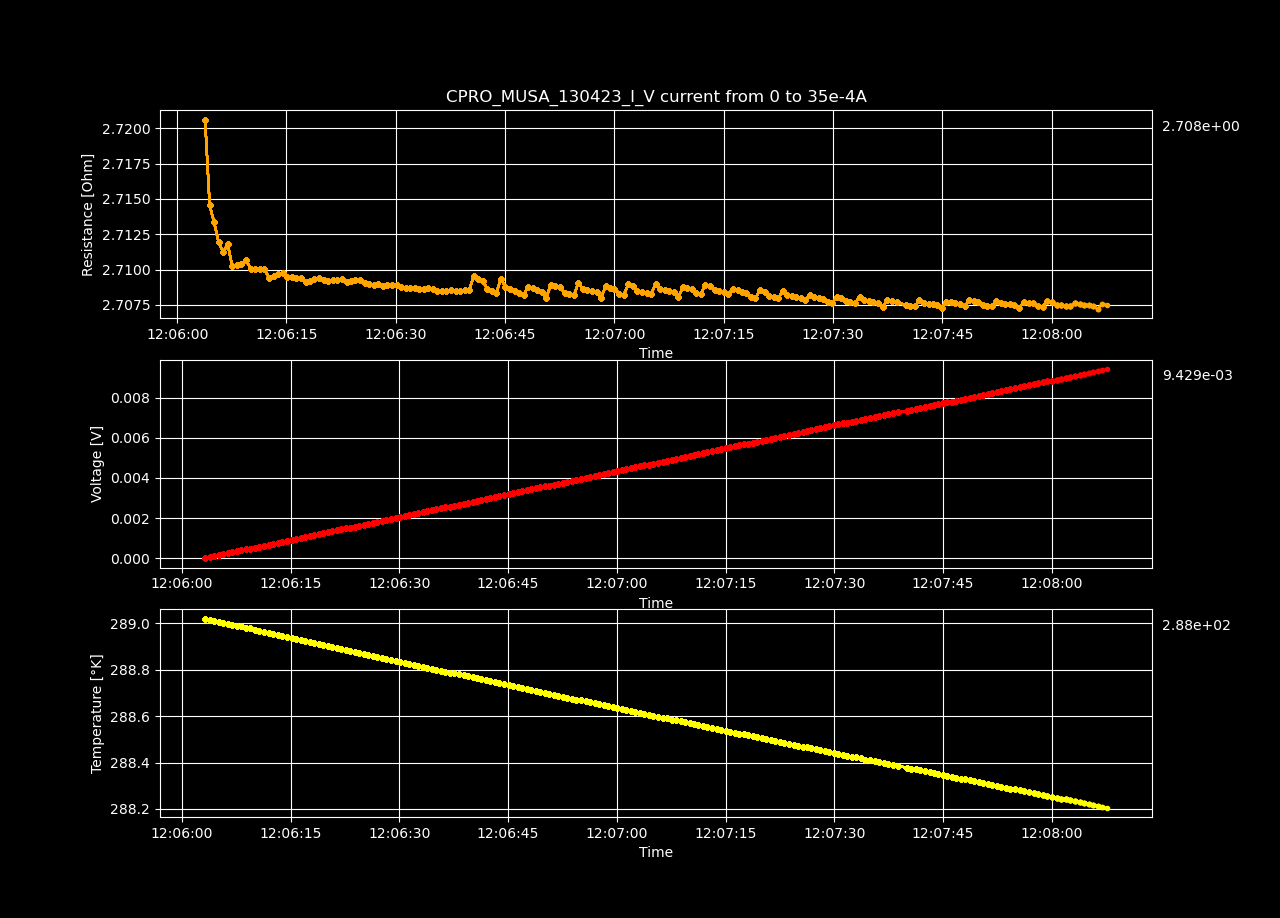 CPRO_MUSA_130423_I_V current from 0 to 35e-4A
2.708e+00
Resistance [Ohm]
2.7200
2.7175
2.7150
2.7125
2.7100
2.7075
12:06:00 12:06:15 12:06:30 12:06:45 12:07:00 12:07:15 12:07:30 12:07:45 12:08:00
Time
9.429e-03
Voltage [V]
0.008
0.006
0.004
0.002
0.000
12:06:00 12:06:15 12:06:30 12:06:45 12:07:00 12:07:15 12:07:30 12:07:45 12:08:00
Time
2.88e+02
Temperature [°K]
289.0
288.8
288.6
288.4
288.2
12:06:00 12:06:15 12:06:30 12:06:45 12:07:00 12:07:15 12:07:30 12:07:45 12:08:00
Time